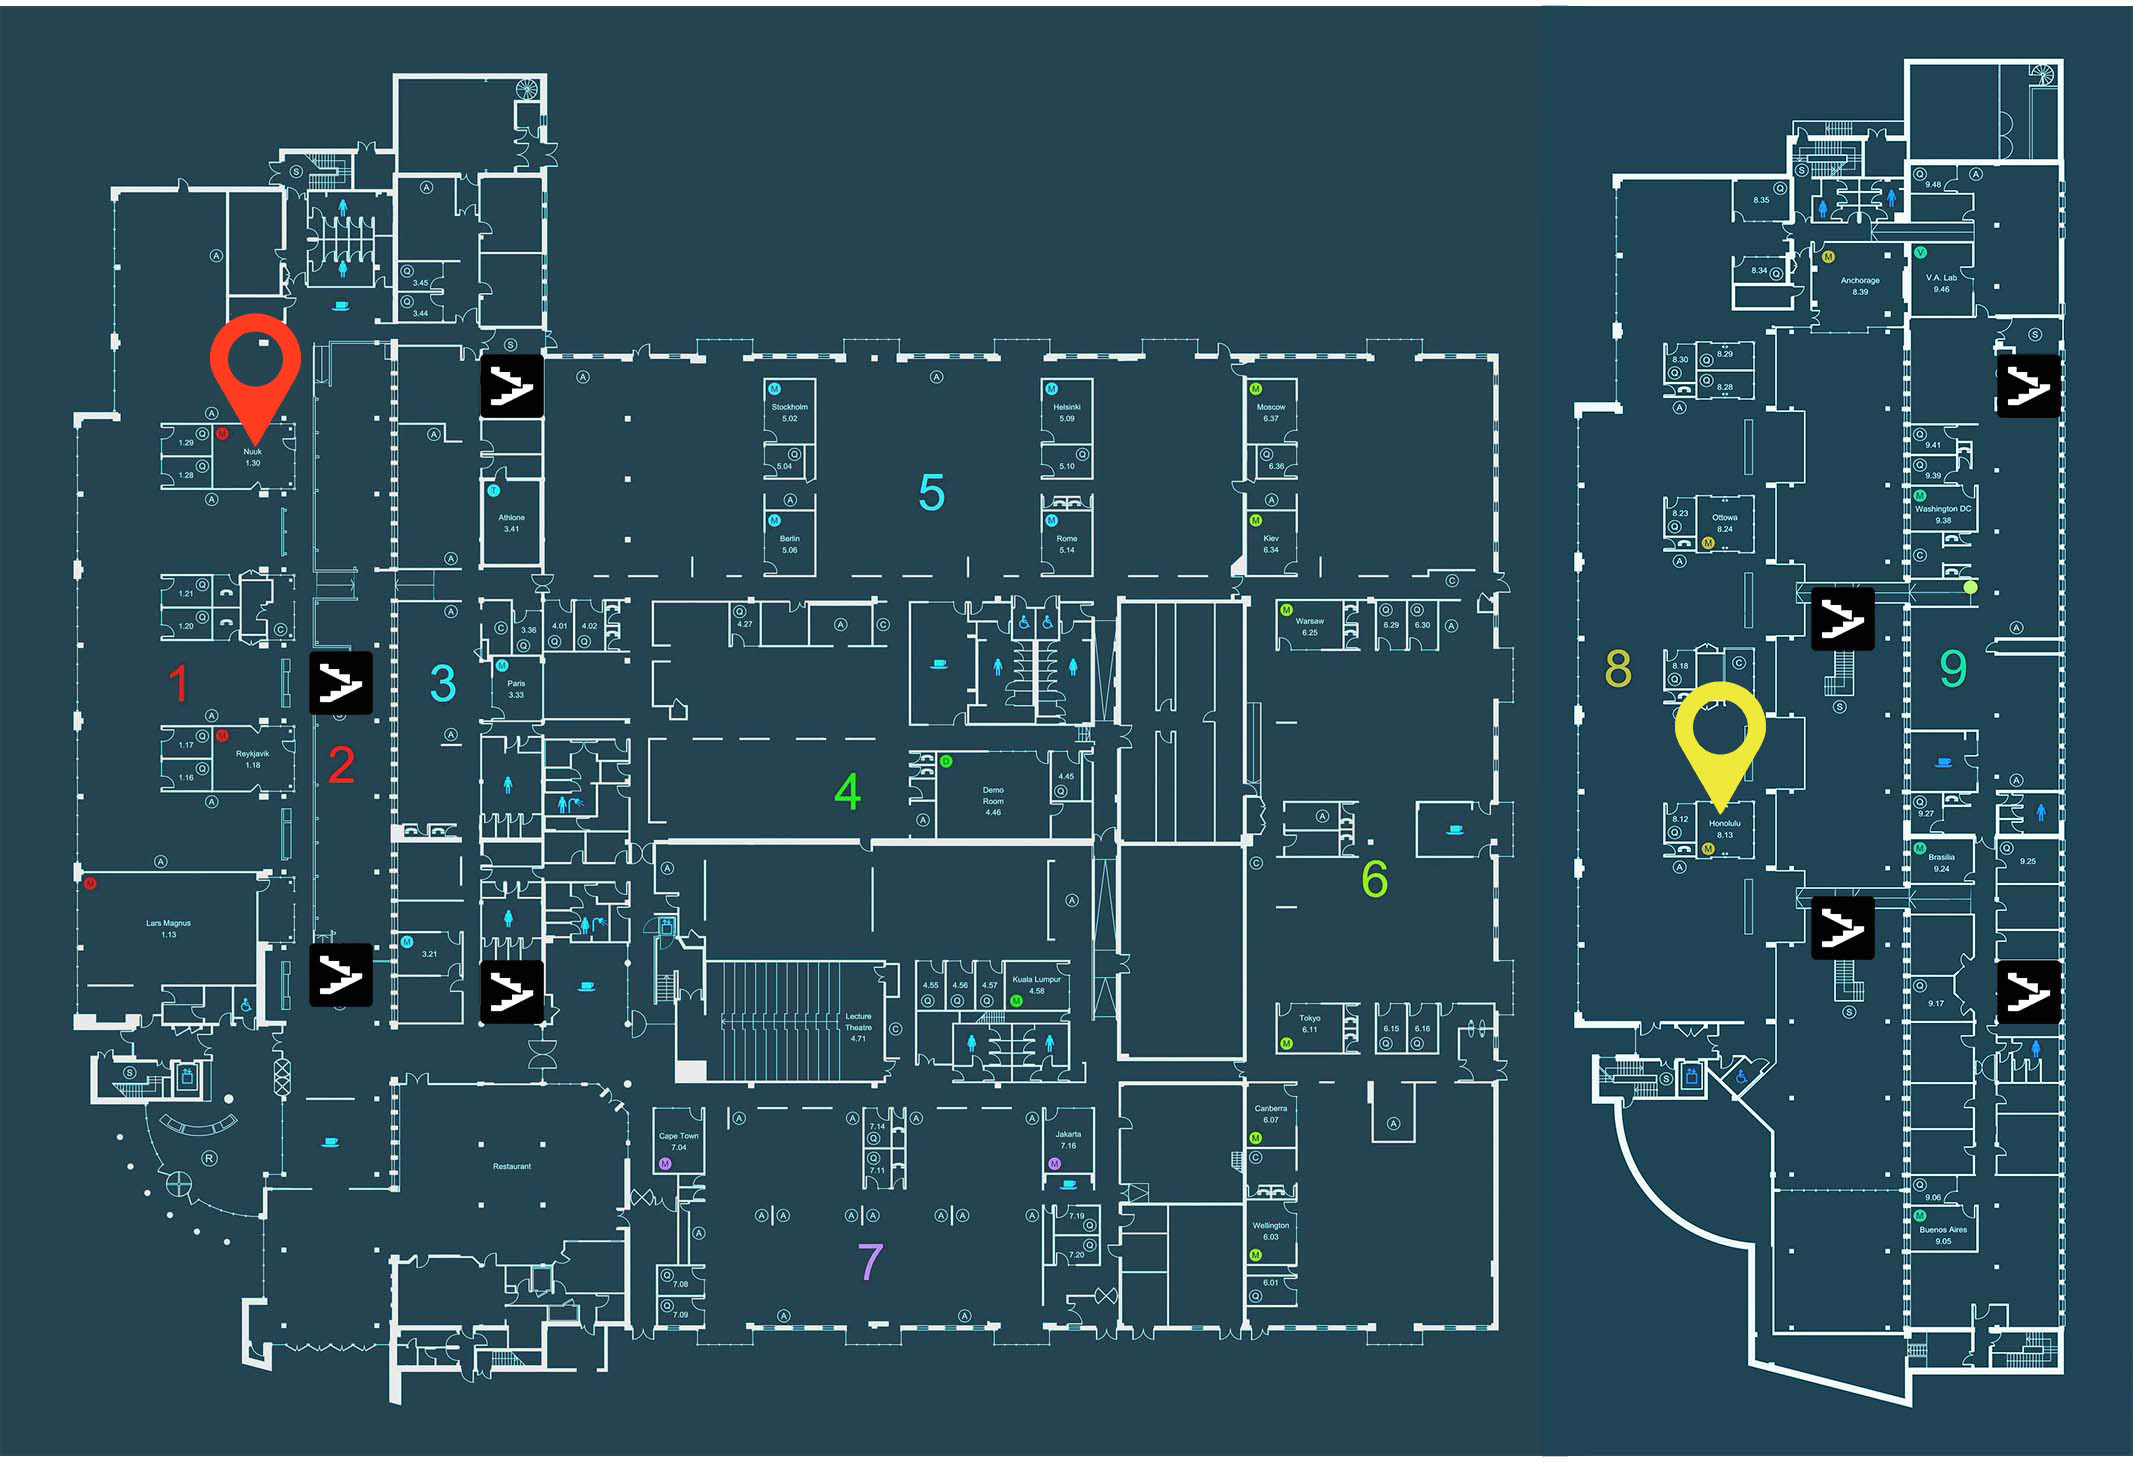 S
A
A
Q
3.45
Q
3.44
S
A
A
A
A
1.29
Q
M
Nuuk
1.30
1.28
Q
A
A
T
Athlone
3.41
A
M
Stockholm
5.02
Q
5.04
A
M
Berlin
5.06
5
M
Helsinki
5.09
Q
5.10
M
Rome
5.14
M
Moscow
6.37
Q
6.36
A
M
Kiev
6.34
C
1.21
Q
1.20
Q
C
A
C
3.36
Q
4.01
Q
4.02
Q
Q
4.27
A
C
M
Warsaw
6.25
Q
6.29
Q
6.30
A
1
2
3
M
Paris
3.33
A
A
1.17
Q
M
Reykjavik
1.18
1.16
Q
A
4
D
Demo
Room
4.46
4.45
Q
A
A
C
6
A
M
Lars Magnus
1.13
M
3.21
A
A
4.55
Q
4.56
Q
4.57
Q
Kuala Lumpur
4.58
M
Lecture
Theatre
4.71
C
Tokyo
6.11
M
6.15
Q
6.16
Q
S
R
Restaurant
Cape Town
7.04
M
A
A
7.14
Q
Q
7.11
A
A
Jakarta
7.16
M
Canberra
6.07
M
C
A
A A
A A
A A
A
A
7.19
Q
Q
7.20
Wellington
6.03
M
7
Q
7.08
Q
7.09
6.01
Q
A
A
S
Q
8.35
8.34
Q
M
Anchorage
8.39
Q
9.48
A
V
V.A. Lab
9.46
S
8.30
Q
8.29
Q
Q
8.28
A
Q
9.41
Q
9.39
M
Washington DC
9.38
C
8.23
Q
Ottowa
8.24
M
A
A
8
8.18
Q
C
S
9
A
8.12
Q
Honolulu
8.13
M
A
Q
9.27
M
Brasilia
9.24
Q
9.25
Q
9.17
S
S
Q
9.06
M
Buenos Aires
9.05